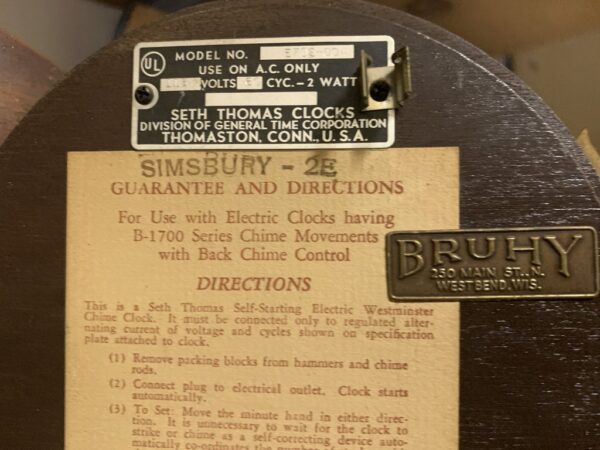 UL
MODEL NO.
USE ON A.C. ONLY
VOLTS CYC.-2 WATT
SETH THOMAS CLOCKS
DIVISION OF GENERAL TIME CORPORATION
THOMASTON, CONN., U.S.A.
SIMSBURY - 2E
GUARANTEE AND DIRECTIONS
For Use with Electric Clocks having
B-1700 Series Chime Movements
with Back Chime Control
BRUHY
250 MAIN ST., N.
WEST BEND, WIS.
DIRECTIONS
This is a Seth Thomas Self-Starting Electric Westminster
Chime Clock. It must be connected only to regulated alter-
nating current of voltage and cycles shown on specification
plate attached to clock.
(1) Remove packing blocks from hammers and chime
rods.
(2) Connect plug to electrical outlet. Clock starts
automatically.
(3) To Set: Move the minute hand in either direc-
tion. It is unnecessary to wait for the clock to
strike or chime as a self-correcting device auto-
matically co-ordinates the number of